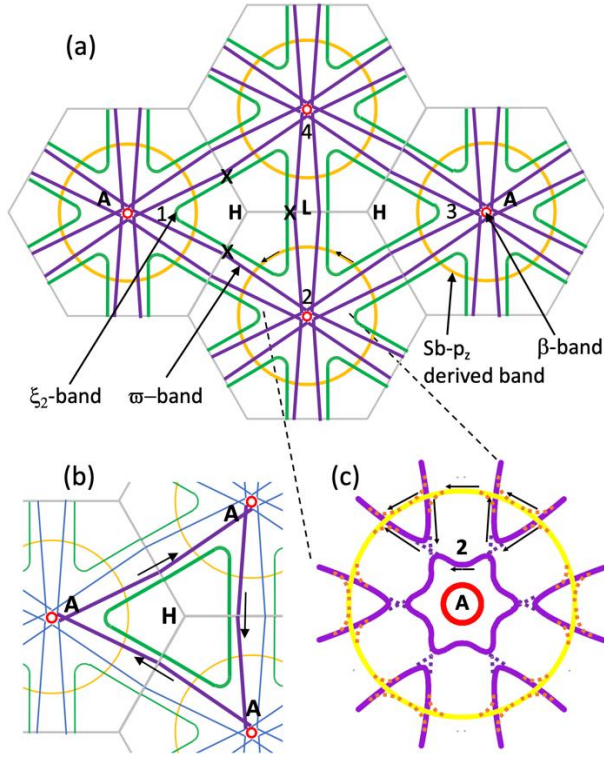 (a)
4
A
1
X
H
L
X
H
3
A
X
2
ξ₂-band
ϖ–band
Sb-pz
derived band
β-band
(b)
A
H
A
A
(c)
2
A